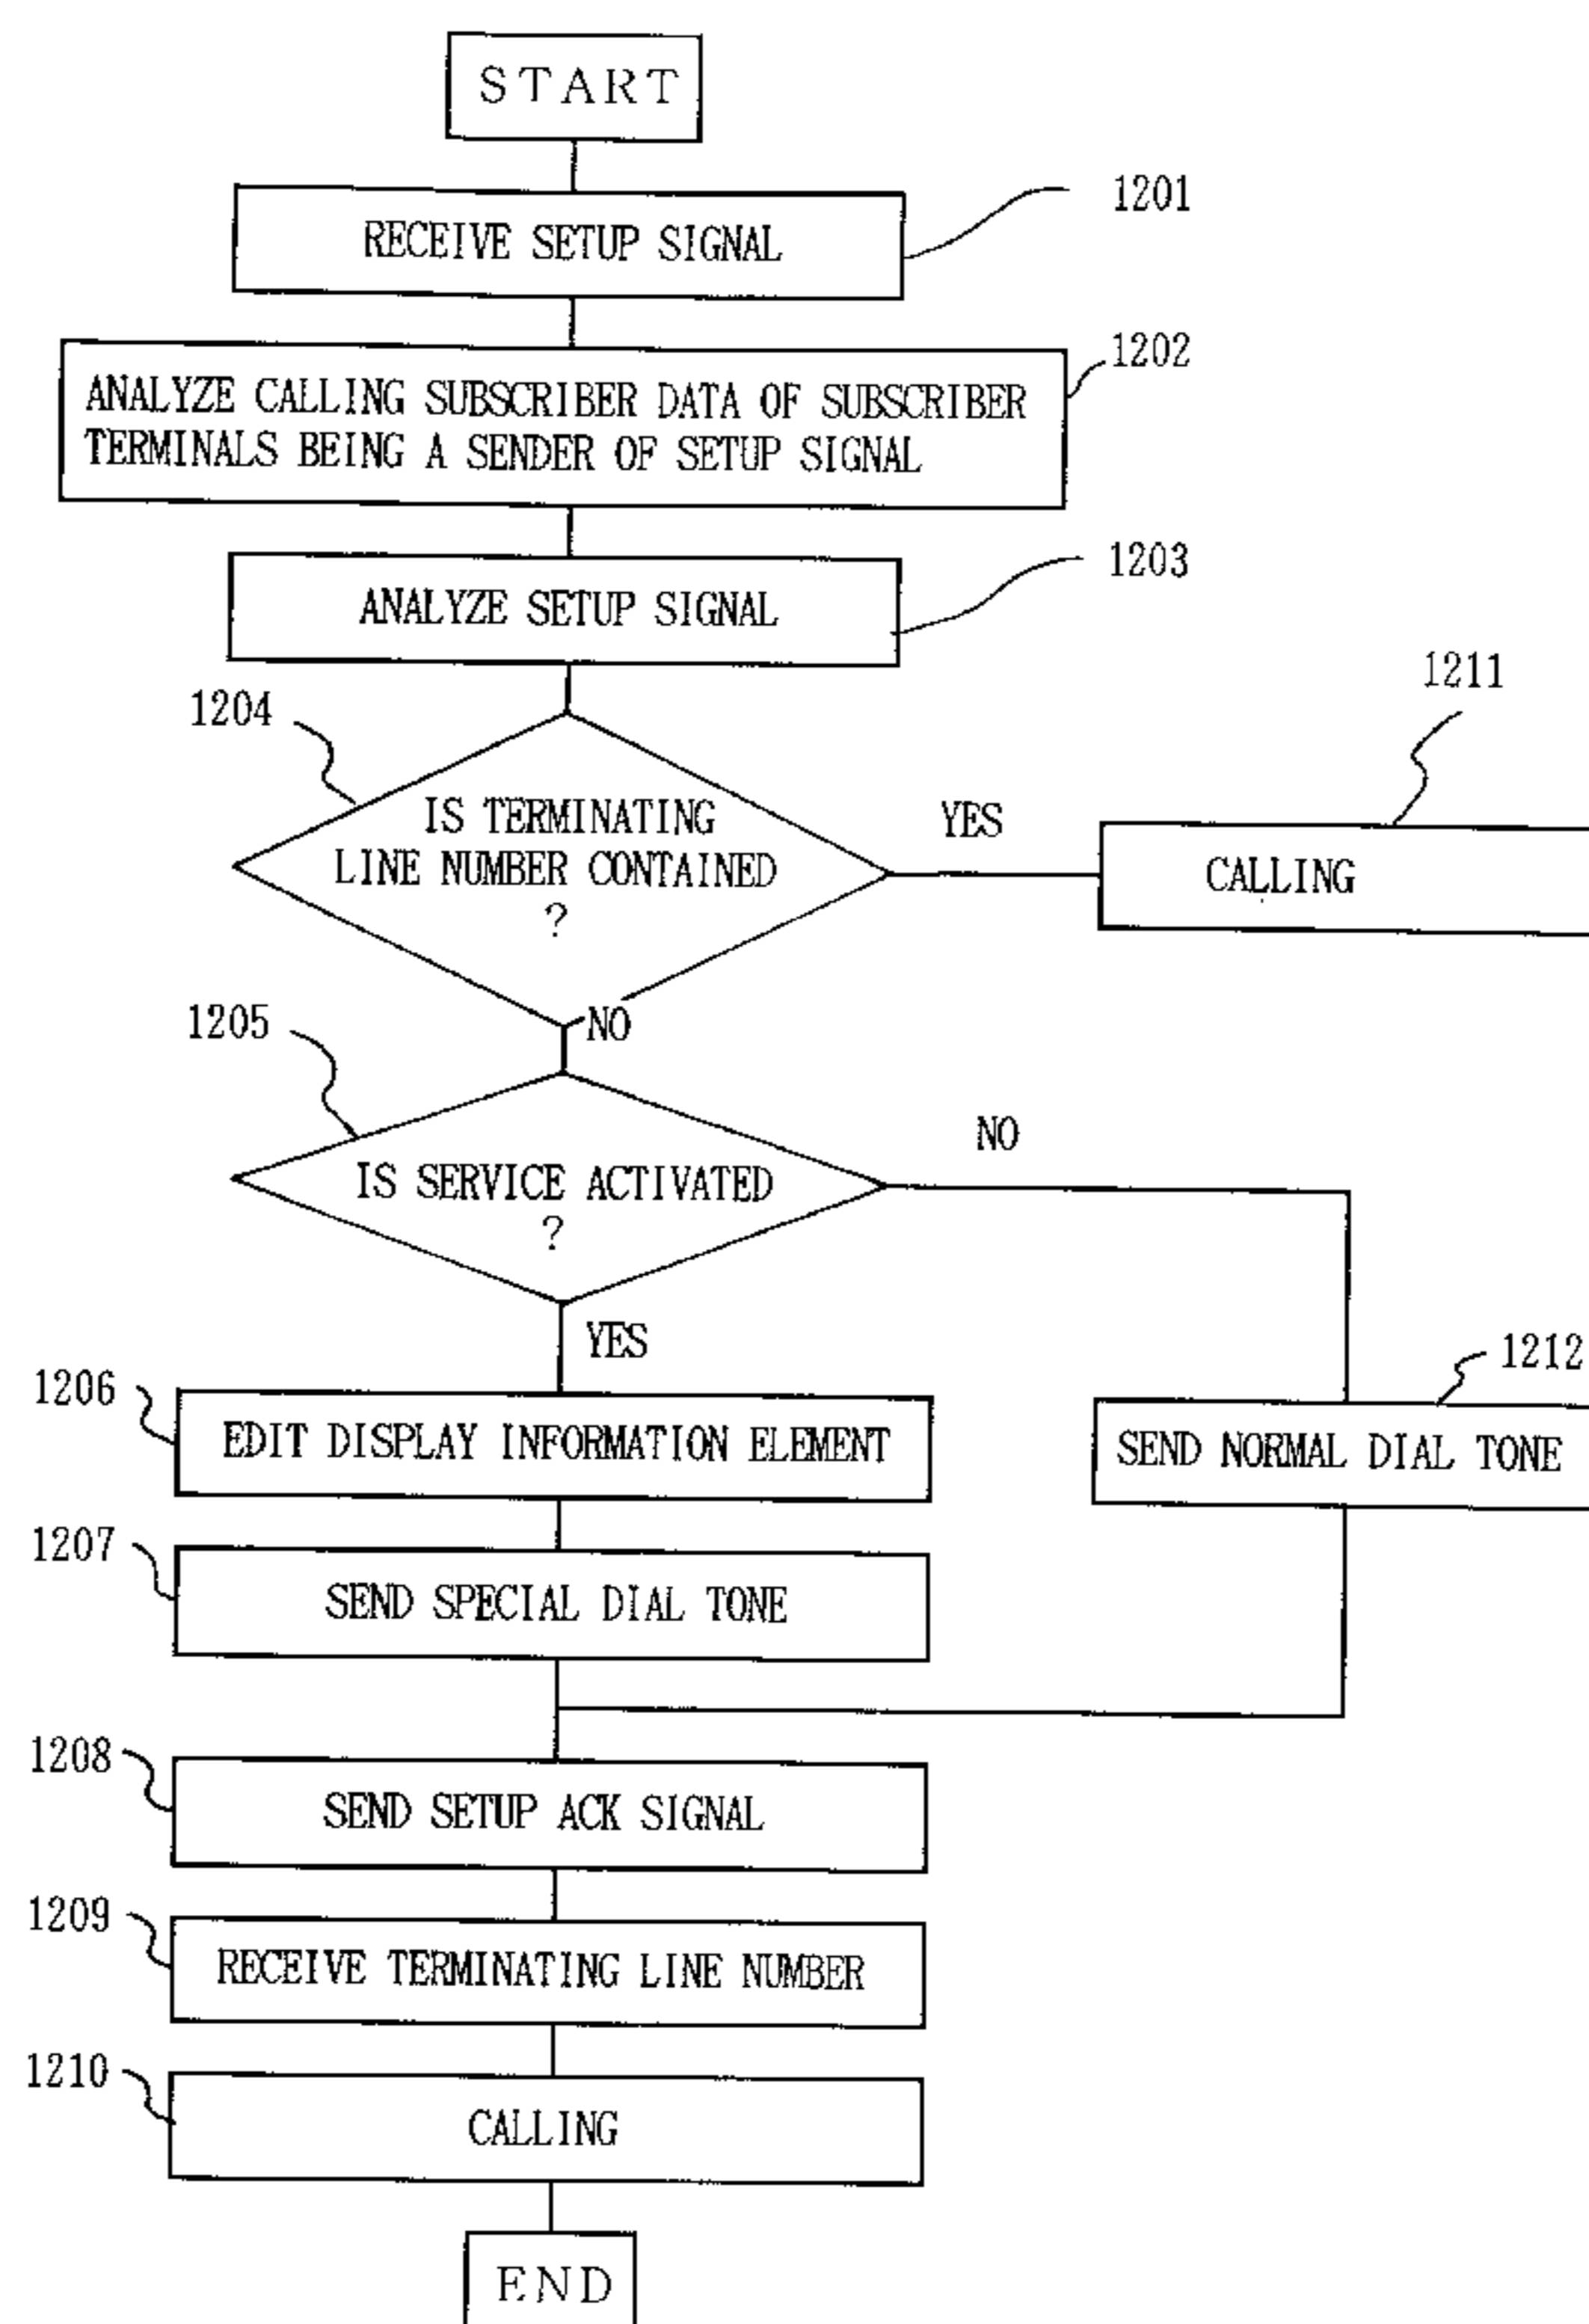 START
1201
RECEIVE SETUP SIGNAL
1202
ANALYZE CALLING SUBSCRIBER DATA OF SUBSCRIBER
TERMINALS BEING A SENDER OF SETUP SIGNAL
1203
ANALYZE SETUP SIGNAL
1204
IS TERMINATING
LINE NUMBER CONTAINED
?
YES
1211
CALLING
NO
1205
IS SERVICE ACTIVATED
?
NO
YES
1212
SEND NORMAL DIAL TONE
1206
EDIT DISPLAY INFORMATION ELEMENT
1207
SEND SPECIAL DIAL TONE
1208
SEND SETUP ACK SIGNAL
1209
RECEIVE TERMINATING LINE NUMBER
1210
CALLING
END